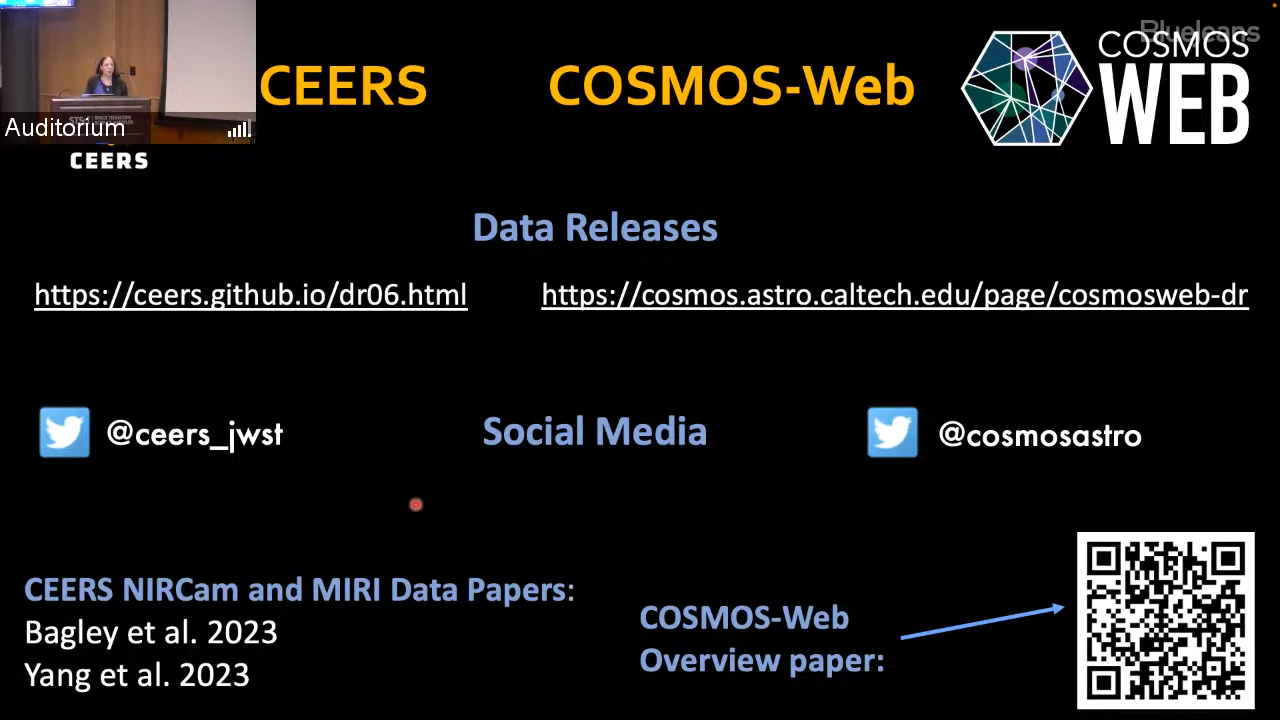 BlueJeans
CEERS
COSMOS-Web
COSMOS
WEB
Auditorium
CEERS
Data Releases
https://ceers.github.io/dr06.html
https://cosmos.astro.caltech.edu/page/cosmosweb-dr
@ceers_jwst
Social Media
@cosmosastro
CEERS NIRCam and MIRI Data Papers:
Bagley et al. 2023
Yang et al. 2023
COSMOS-Web
Overview paper: